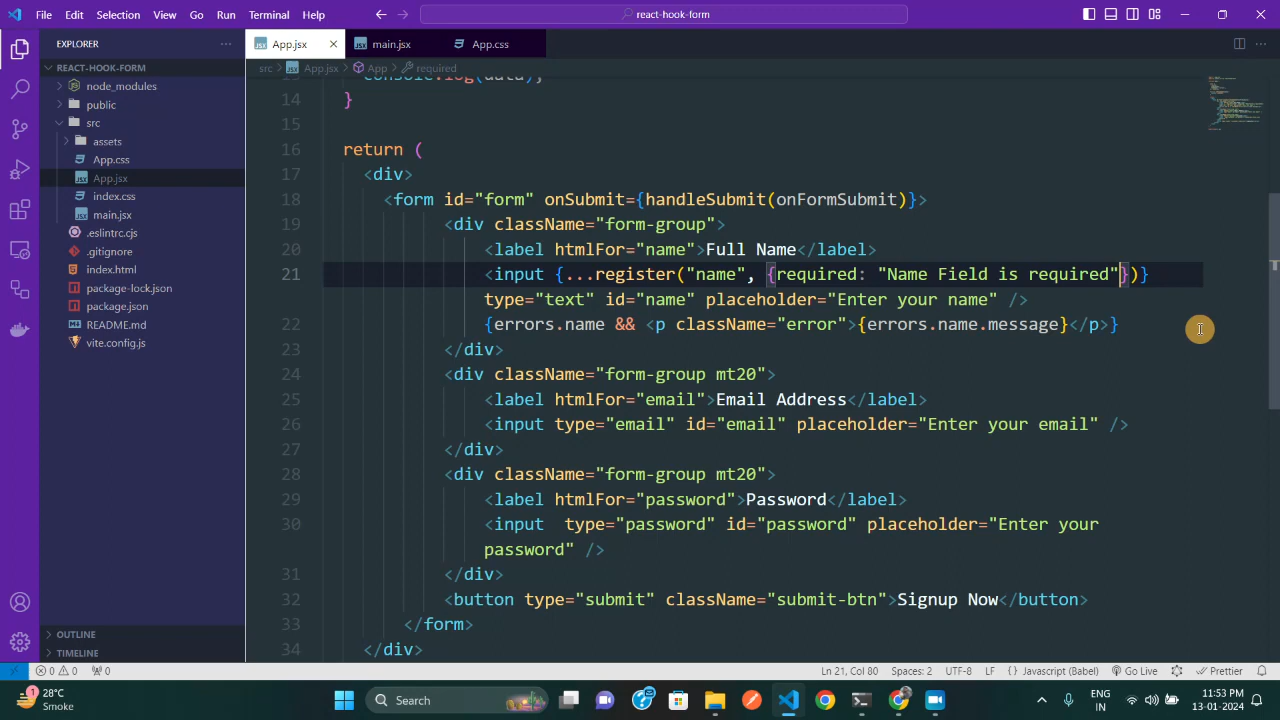 File Edit Selection View Go Run Terminal Help
react-hook-form
EXPLORER
App.jsx
main.jsx
App.css
REACT-HOOK-FORM
node_modules
public
src
assets
App.css
App.jsx
index.css
main.jsx
.eslintrc.cjs
.gitignore
index.html
package-lock.json
package.json
README.md
vite.config.js
OUTLINE
TIMELINE
src > App.jsx > App > required
console.log(data);
14 }
15
16 return (
17 <div>
18 <form id="form" onSubmit={handleSubmit(onFormSubmit)}>
19 <div className="form-group">
20 <label htmlFor="name">Full Name</label>
21 <input {...register("name", {required: "Name Field is required"})}
type="text" id="name" placeholder="Enter your name" />
22 {errors.name && <p className="error">{errors.name.message}</p>}
23 </div>
24 <div className="form-group mt20">
25 <label htmlFor="email">Email Address</label>
26 <input type="email" id="email" placeholder="Enter your email" />
27 </div>
28 <div className="form-group mt20">
29 <label htmlFor="password">Password</label>
30 <input  type="password" id="password" placeholder="Enter your
password" />
31 </div>
32 <button type="submit" className="submit-btn">Signup Now</button>
33 </form>
34 </div>
0 0 0 Ln 21, Col 80 Spaces: 2 UTF-8 LF {} JavaScript (Babel) Go Live Prettier
1
28°C
Smoke
Search
ENG
IN
11:53 PM
13-01-2024